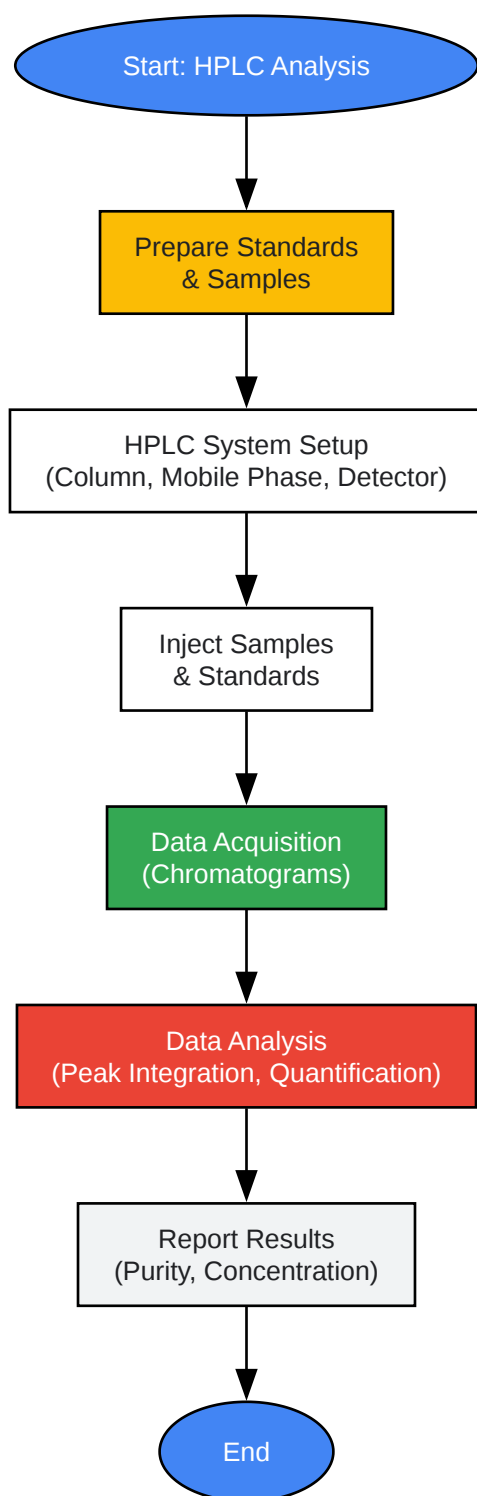 Start: HPLC Analysis
Prepare Standards
& Samples
HPLC System Setup
(Column, Mobile Phase, Detector)
Inject Samples
& Standards
Data Acquisition
(Chromatograms)
Data Analysis
(Peak Integration, Quantification)
Report Results
(Purity, Concentration)
End